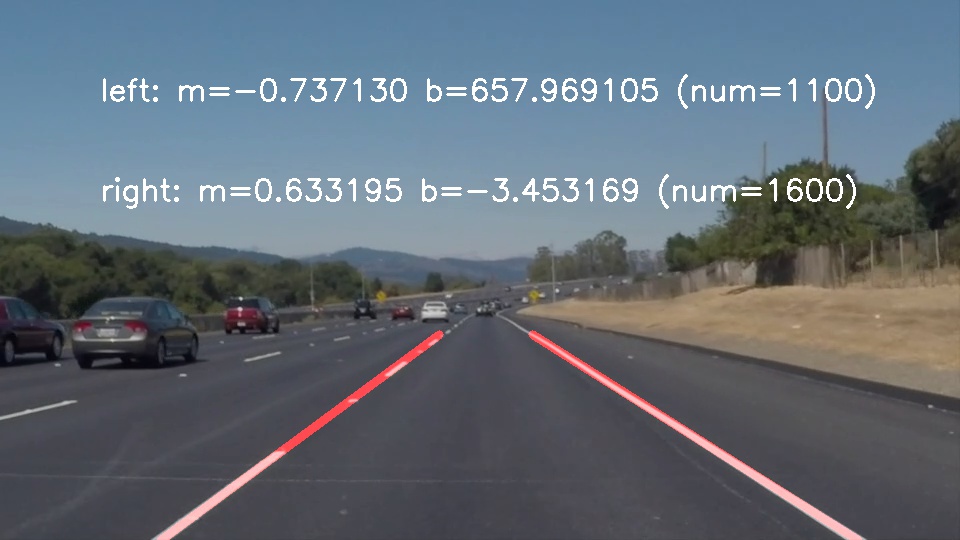 left: m=-0.737130 b=657.969105 (num=1100)
right: m=0.633195 b=-3.453169 (num=1600)